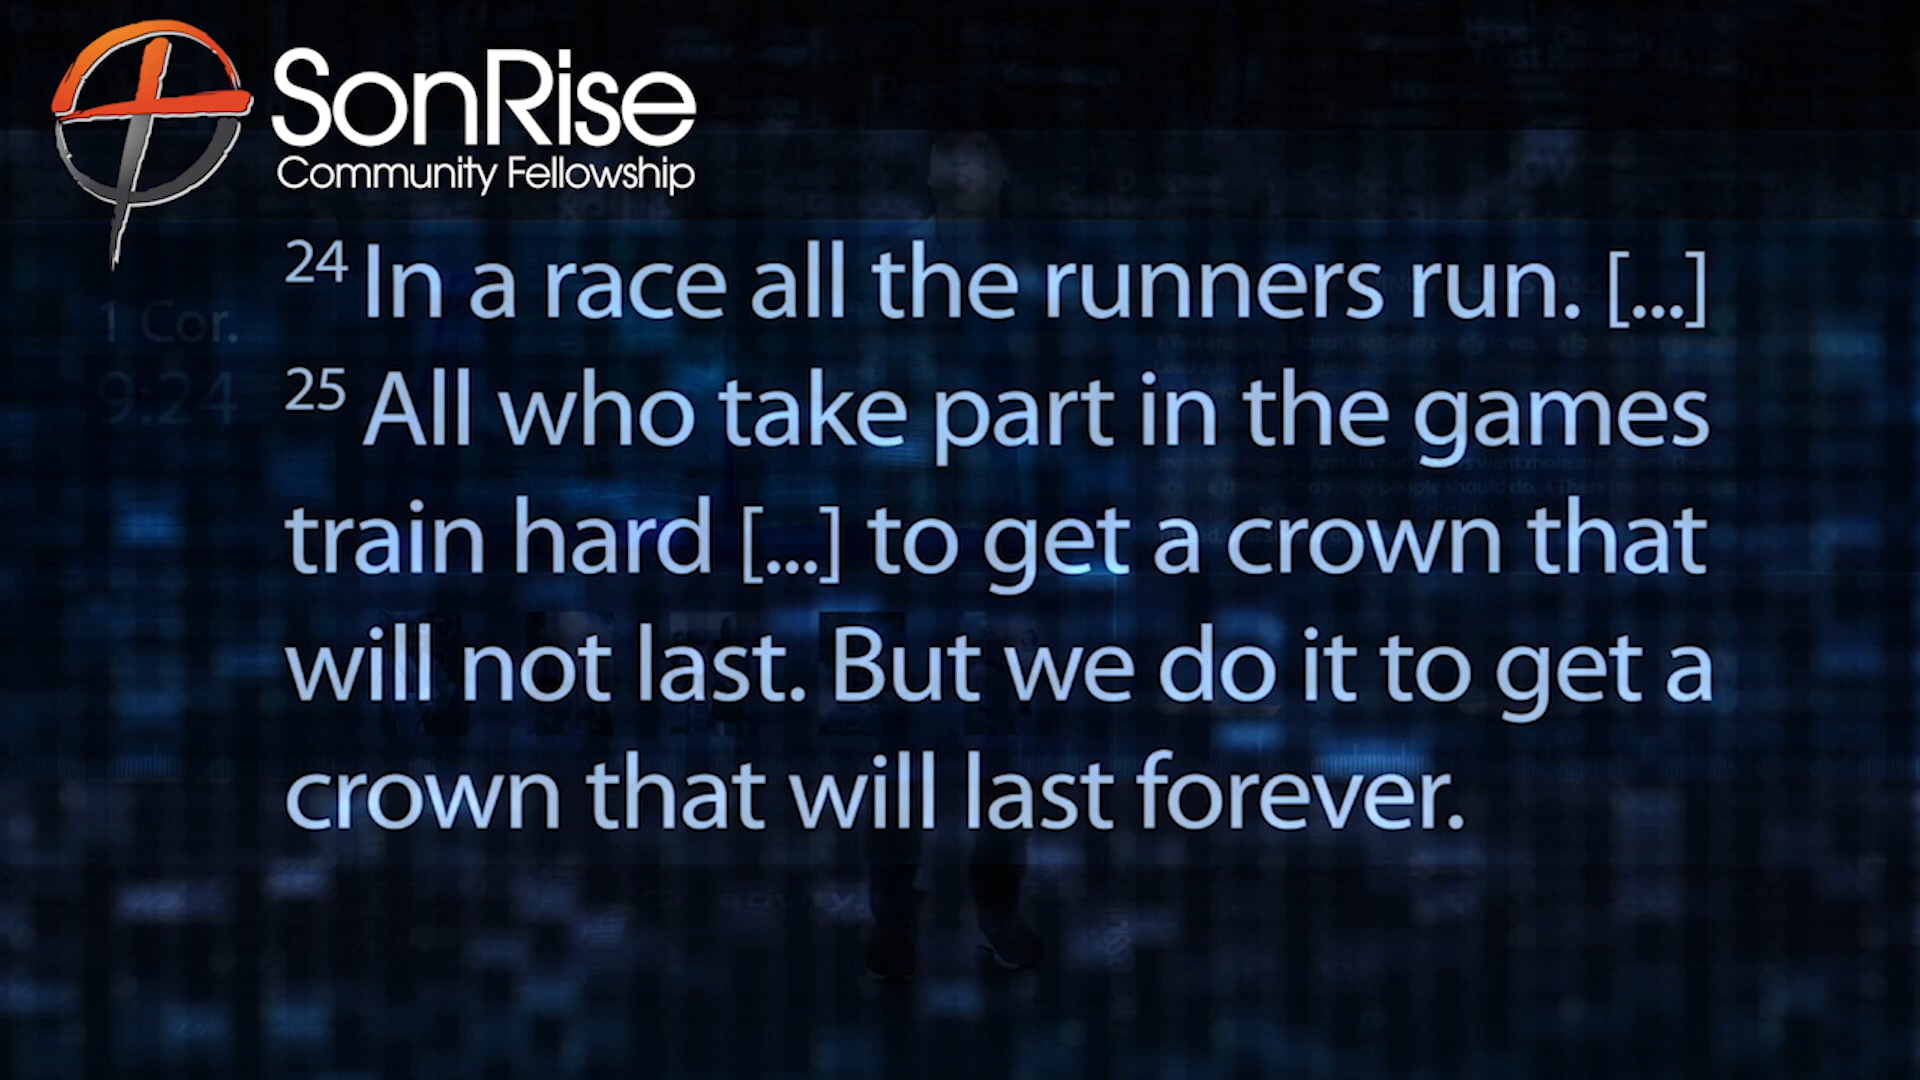 SonRise
Community Fellowship
24 In a race all the runners run. [...]
1 Cor.
9:24
25 All who take part in the games
train hard [...] to get a crown that
will not last. But we do it to get a
crown that will last forever.